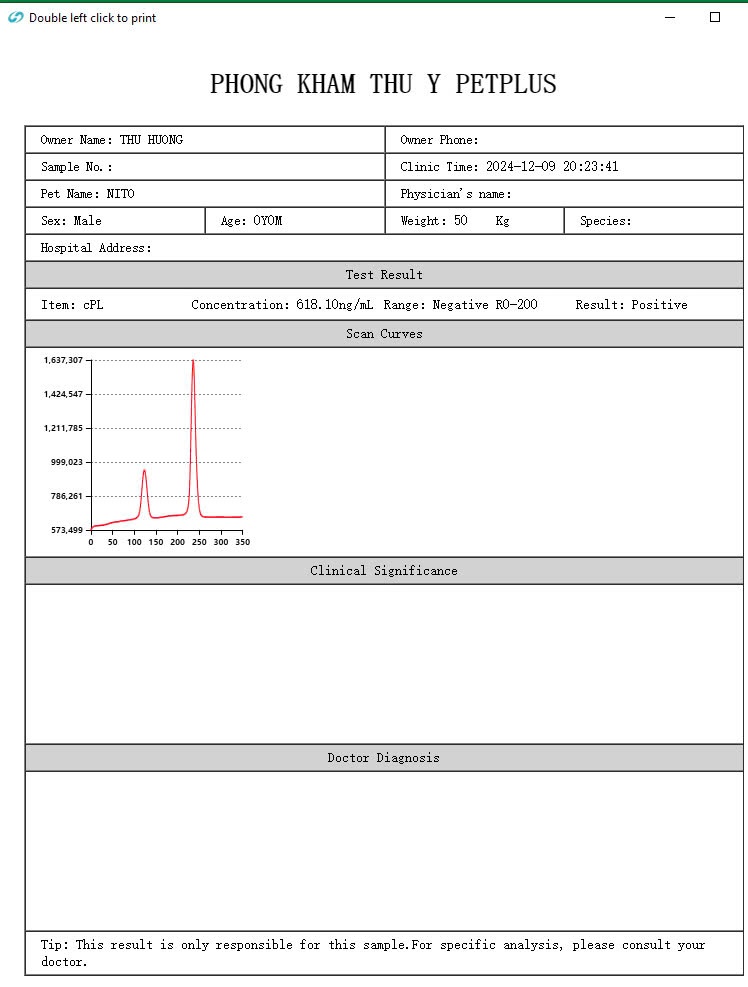 Double left click to print
PHONG KHAM THU Y PETPLUS
Owner Name: THU HUONG Owner Phone:
Sample No.: Clinic Time: 2024-12-09 20:23:41
Pet Name: NITO Physician's name:
Sex: Male Age: 0Y0M Weight: 50 Kg Species:
Hospital Address:
Test Result
Item: cPL Concentration: 618.10ng/mL Range: Negative R0-200 Result: Positive
Scan Curves
1,637,307
1,424,547
1,211,785
999,023
786,261
573,499
0 50 100 150 200 250 300 350
Clinical Significance
Doctor Diagnosis
Tip: This result is only responsible for this sample.For specific analysis, please consult your
doctor.